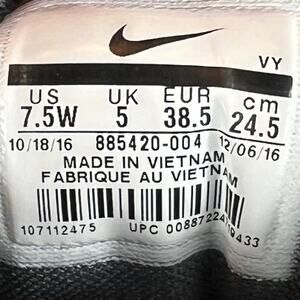 VY
US UK EUR cm
7.5W 5 38.5 24.5
10/18/16 885420-004 12/06/16
MADE IN VIETNAM
FABRIQUE AU VIETNAM
107112475 UPC